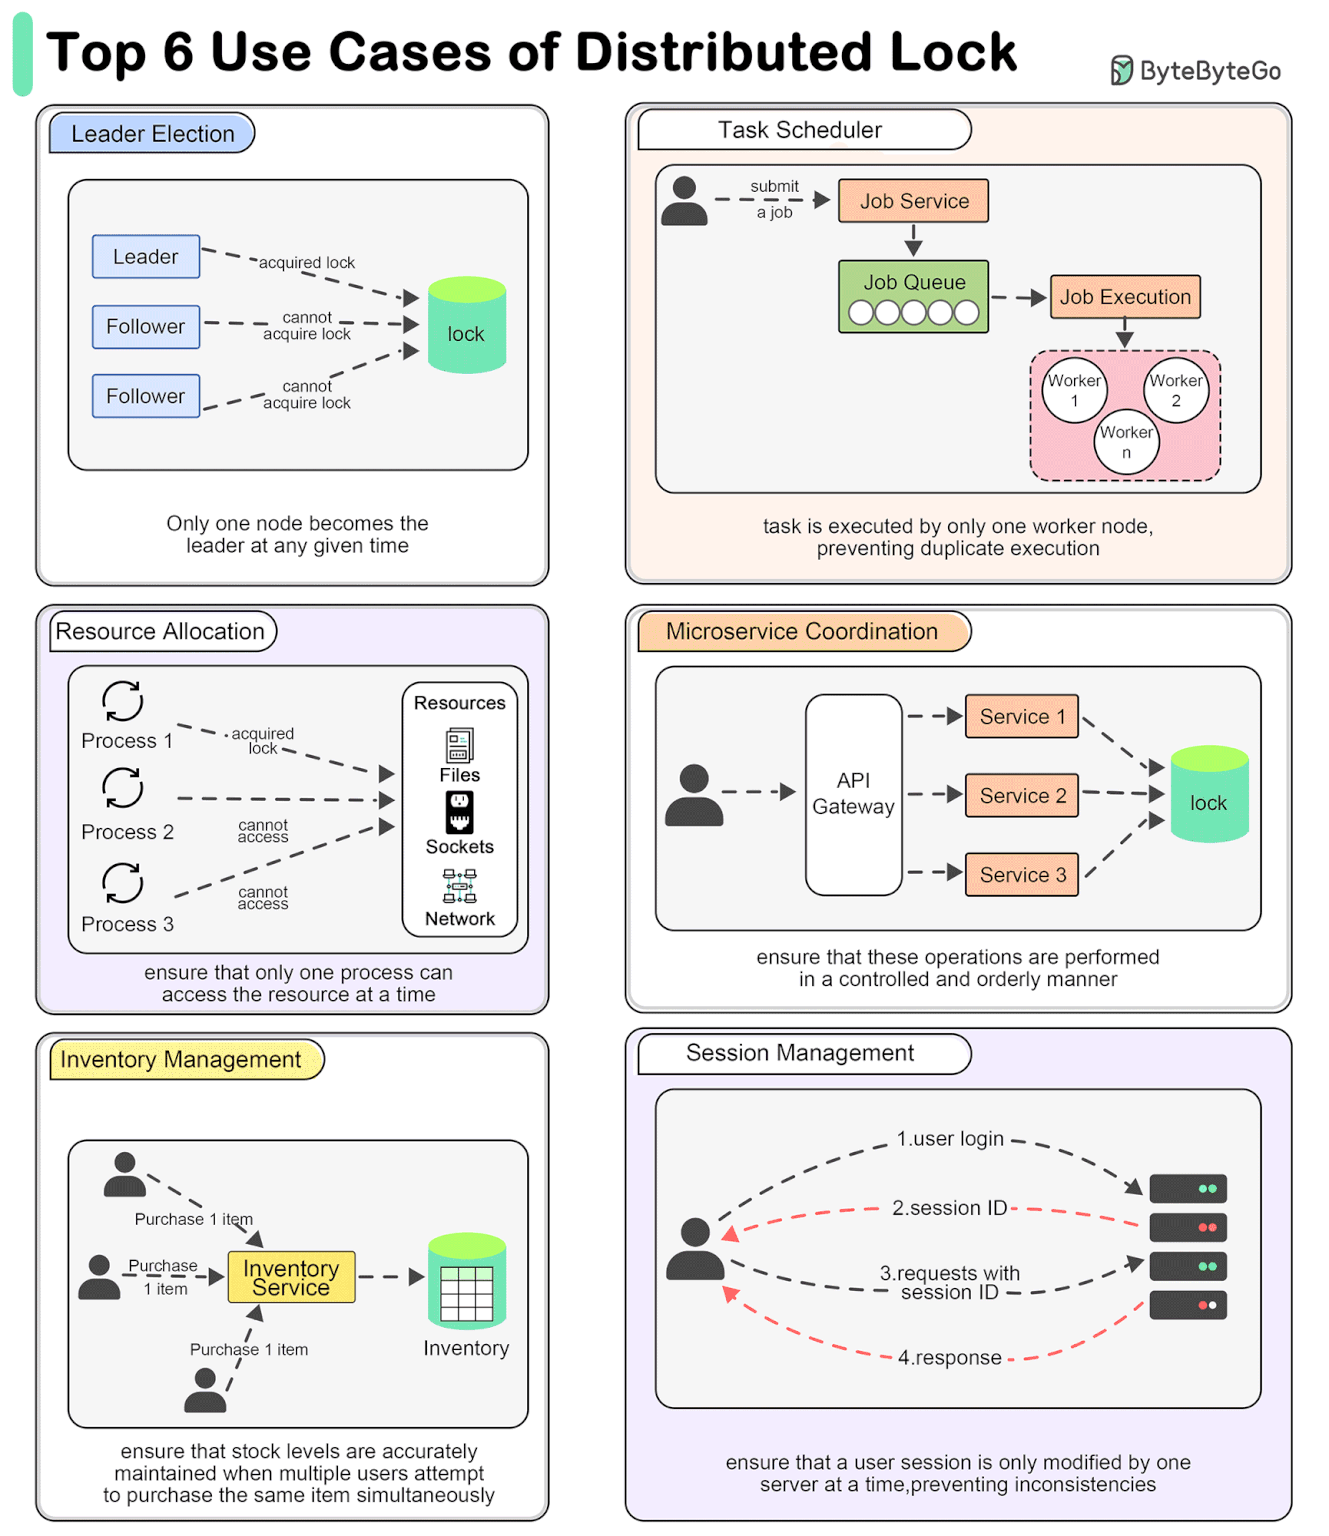 Top 6 Use Cases of Distributed Lock
ByteByteGo
Leader Election
Leader
acquired lock
Follower
cannot
acquire lock
Follower
cannot
acquire lock
lock
Only one node becomes the
leader at any given time
Task Scheduler
submit
a job
Job Service
Job Queue
Job Execution
Worker
1
Worker
2
Worker
n
task is executed by only one worker node,
preventing duplicate execution
Resource Allocation
Process 1
acquired
lock
Process 2
cannot
access
Process 3
cannot
access
Resources
Files
Sockets
Network
ensure that only one process can
access the resource at a time
Microservice Coordination
API
Gateway
Service 1
Service 2
Service 3
lock
ensure that these operations are performed
in a controlled and orderly manner
Inventory Management
Purchase 1 item
Purchase
1 item
Purchase 1 item
Inventory
Service
Inventory
ensure that stock levels are accurately
maintained when multiple users attempt
to purchase the same item simultaneously
Session Management
1.user login
2.session ID
3.requests with
session ID
4.response
ensure that a user session is only modified by one
server at a time,preventing inconsistencies